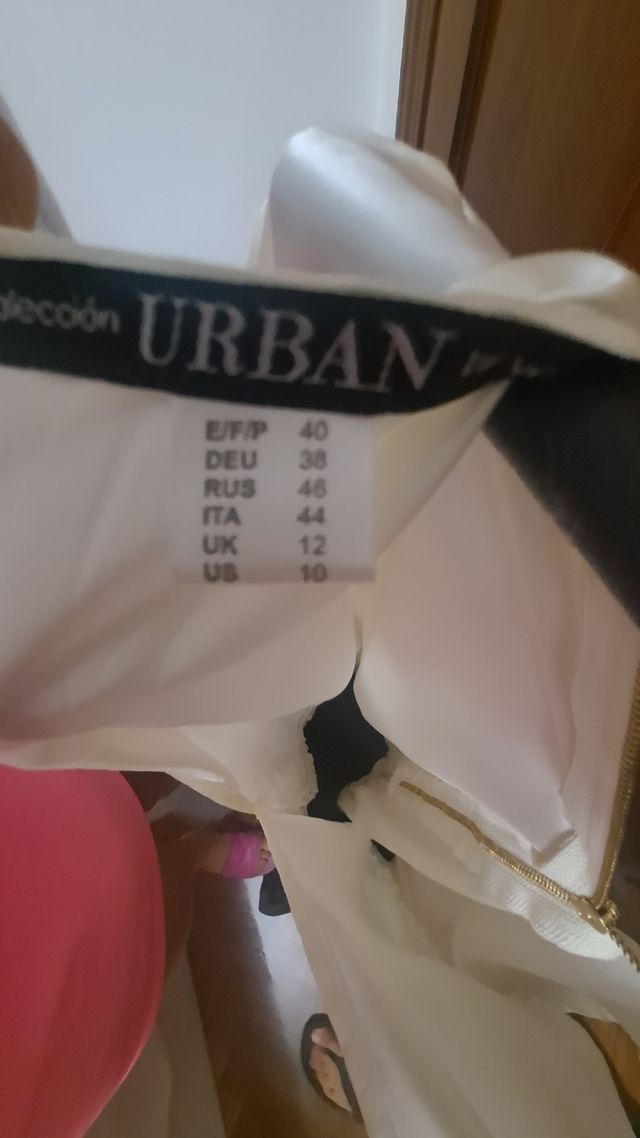 URBAN
E/F/P 40
DEU 38
RUS 46
ITA 44
UK 12
US 10